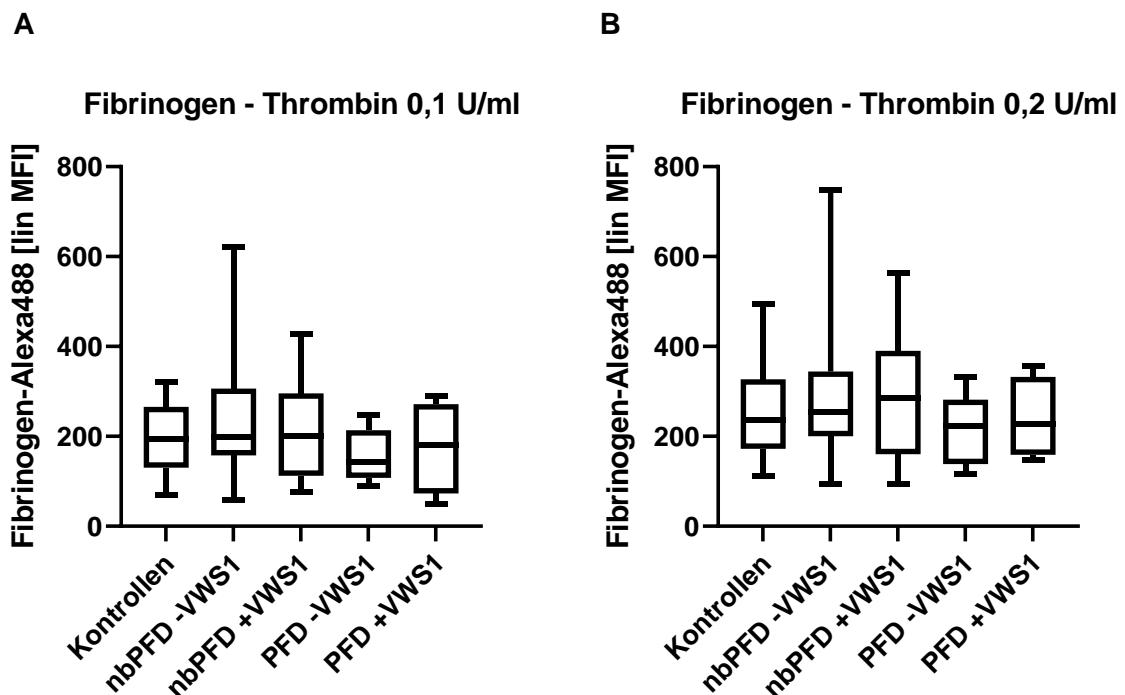 A
Fibrinogen - Thrombin 0,1 U/ml
Fibrinogen-Alexa488 [lin MFI]
800
600
400
200
0
Kontrollen
nbPFD -VWS1
nbPFD +VWS1
PFD -VWS1
PFD +VWS1
B
Fibrinogen - Thrombin 0,2 U/ml
Fibrinogen-Alexa488 [lin MFI]
800
600
400
200
0
Kontrollen
nbPFD -VWS1
nbPFD +VWS1
PFD -VWS1
PFD +VWS1